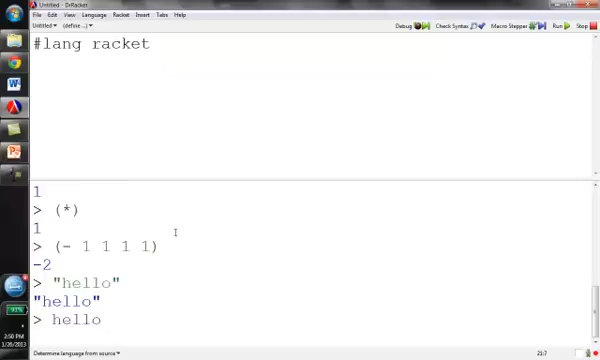 Untitled - DrRacket
File Edit View Language Racket Insert Tabs Help
Untitled (define ...) Debug Check Syntax Macro Stepper Run Stop
#lang racket
1
> (*)
1
> (- 1 1 1 1)
-2
> "hello"
"hello"
> hello
93%
2:50 PM
1/26/2013
Determine language from source 21:7